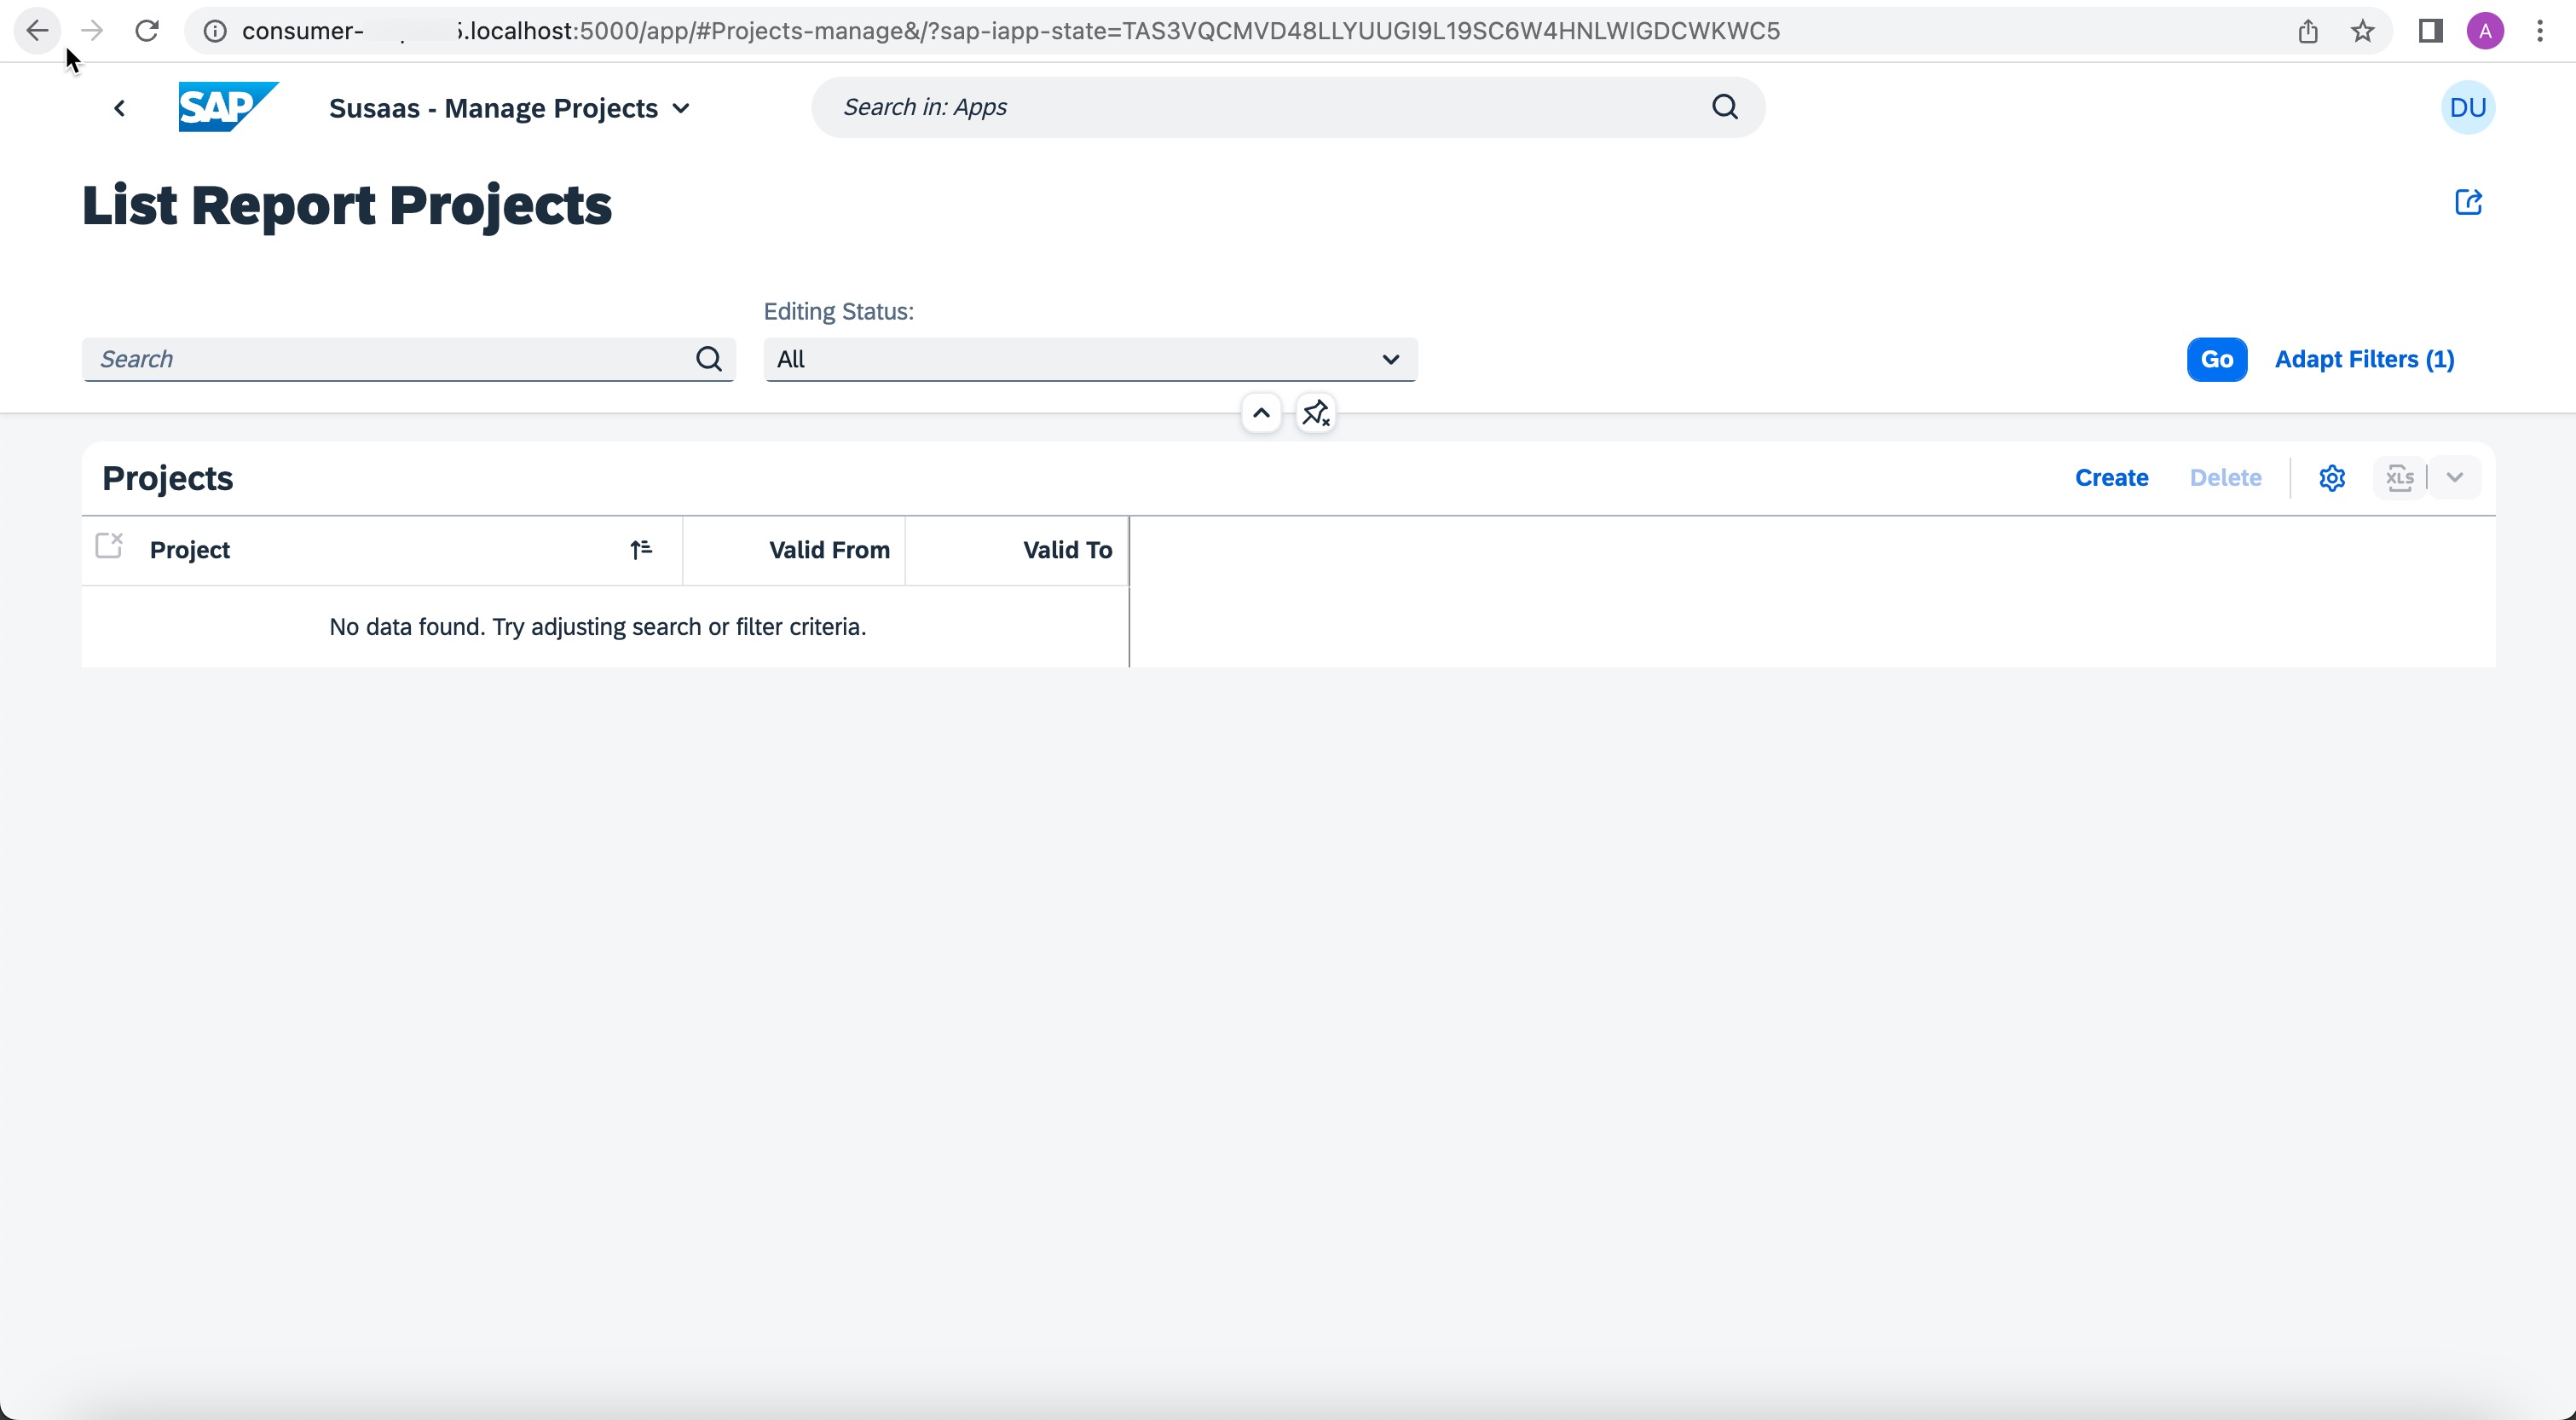 consumer- .localhost:5000/app/#Projects-manage&/?sap-iapp-state=TAS3VQCMVD48LLYUUGI9L19SC6W4HNLWIGDCWKWC5
A
SAP
Susaas - Manage Projects
Search in: Apps
DU
List Report Projects
Editing Status:
Search
All
Go
Adapt Filters (1)
Projects
Create
Delete
XLS
Project
Valid From
Valid To
No data found. Try adjusting search or filter criteria.